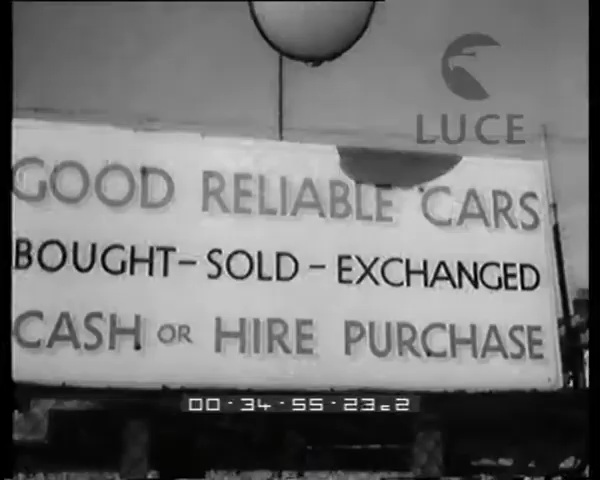 LUCE
GOOD RELIABLE CARS
BOUGHT-SOLD-EXCHANGED
CASH OR HIRE PURCHASE
00·34·55·23.2